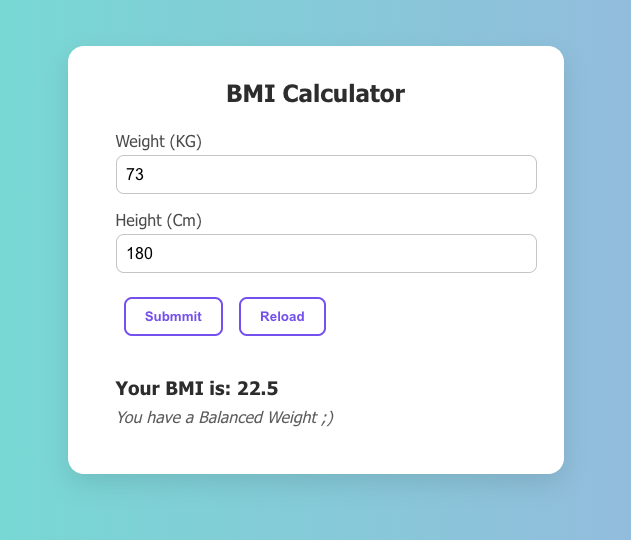 BMI Calculator
Weight (KG)
73
Height (Cm)
180
Submmit Reload
Your BMI is: 22.5
You have a Balanced Weight ;)